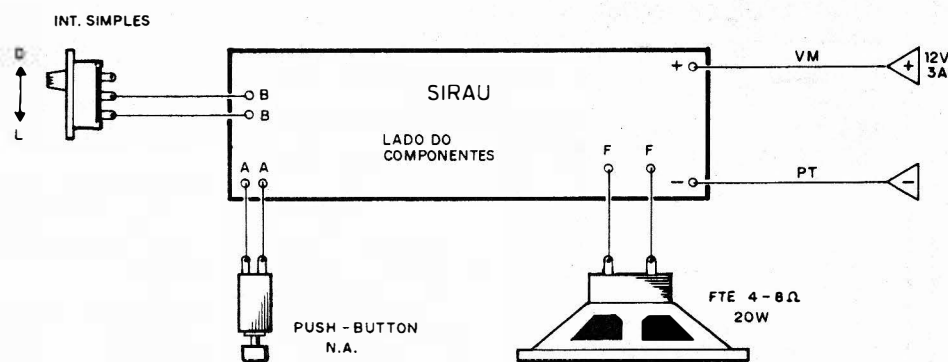 INT. SIMPLES
D
L
B
B
SIRAU
LADO DO
COMPONENTES
A A
F F
+
VM
+
12V
3A
−
PT
−
PUSH-BUTTON
N.A.
FTE 4-8Ω
20W